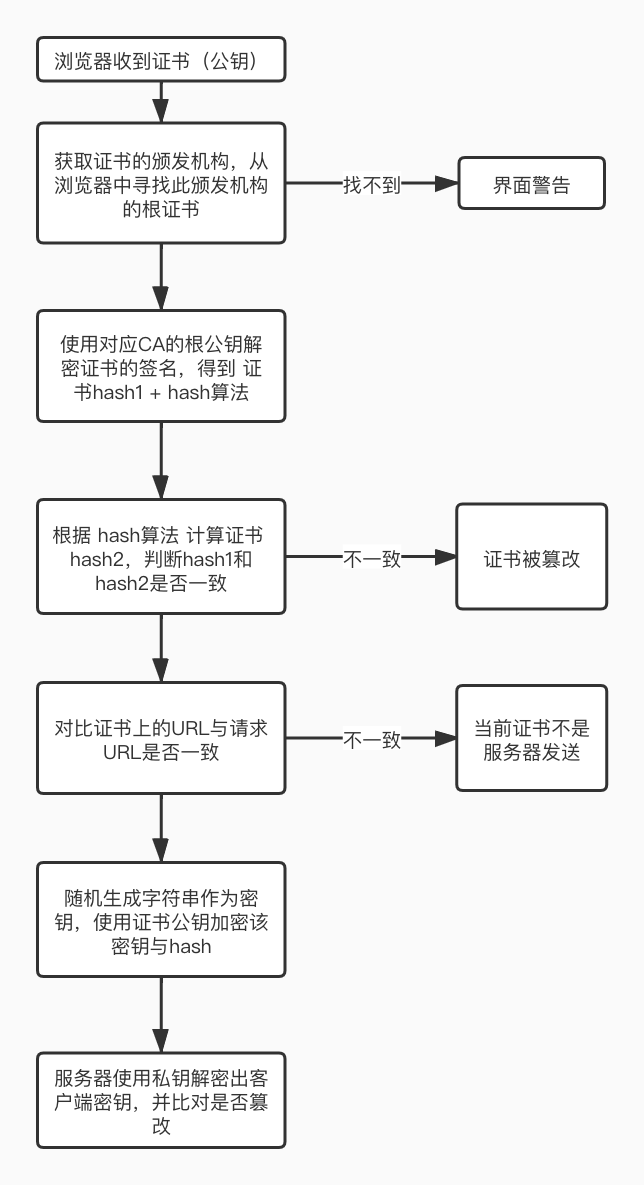 浏览器收到证书（公钥）
获取证书的颁发机构，从
浏览器中寻找此颁发机构
的根证书
找不到
界面警告
使用对应CA的根公钥解
密证书的签名，得到 证
书hash1 + hash算法
根据 hash算法 计算证书
hash2，判断hash1和
hash2是否一致
不一致
证书被篡改
对比证书上的URL与请求
URL是否一致
不一致
当前证书不是
服务器发送
随机生成字符串作为密
钥，使用证书公钥加密该
密钥与hash
服务器使用私钥解密出客
户端密钥，并比对是否篡
改